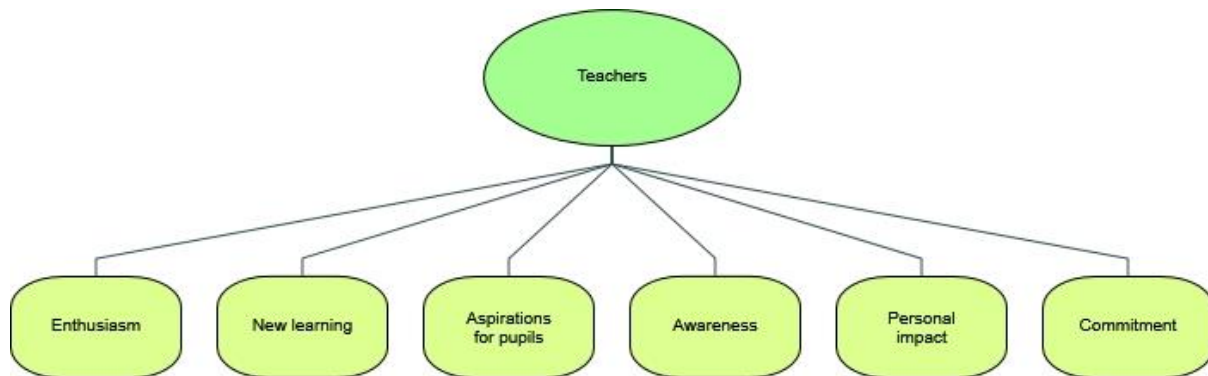 Teachers
Enthusiasm
New learning
Aspirations
for pupils
Awareness
Personal
impact
Commitment